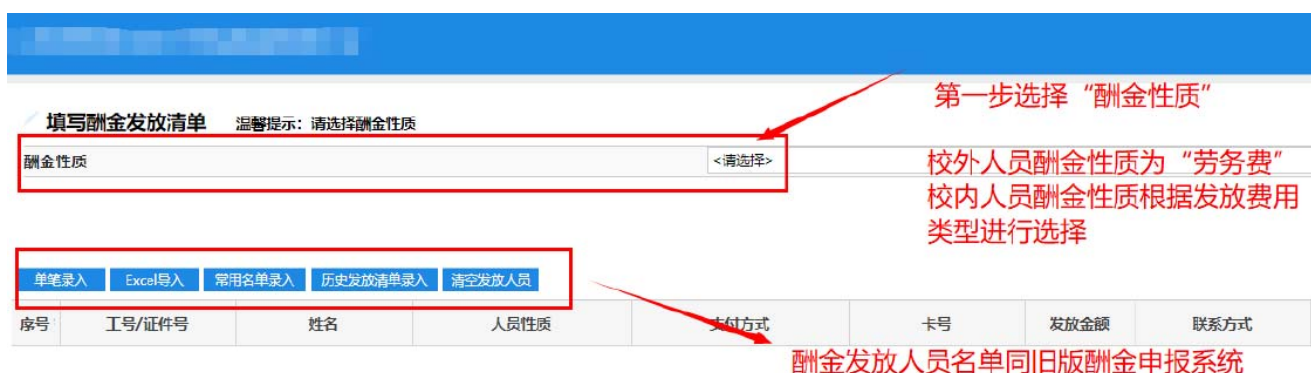 第一步选择“酬金性质”
填写酬金发放清单 温馨提示：请选择酬金性质
酬金性质 <请选择>
校外人员酬金性质为“劳务费”
校内人员酬金性质根据发放费用
类型进行选择
单笔录入 Excel导入 常用名单录入 历史发放清单录入 清空发放人员
序号 工号/证件号 姓名 人员性质 支付方式 卡号 发放金额 联系方式
酬金发放人员名单同旧版酬金申报系统